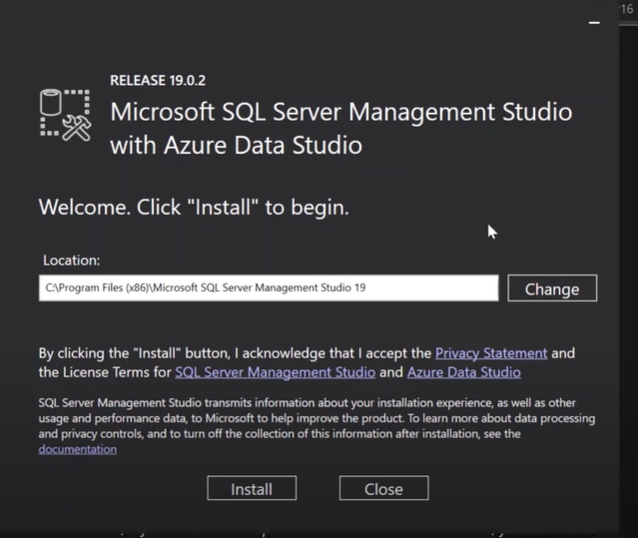 16
RELEASE 19.0.2
Microsoft SQL Server Management Studio
with Azure Data Studio
Welcome. Click "Install" to begin.
Location:
C:\Program Files (x86)\Microsoft SQL Server Management Studio 19
Change
By clicking the "Install" button, I acknowledge that I accept the Privacy Statement and
the License Terms for SQL Server Management Studio and Azure Data Studio
SQL Server Management Studio transmits information about your installation experience, as well as other
usage and performance data, to Microsoft to help improve the product. To learn more about data processing
and privacy controls, and to turn off the collection of this information after installation, see the
documentation
Install
Close